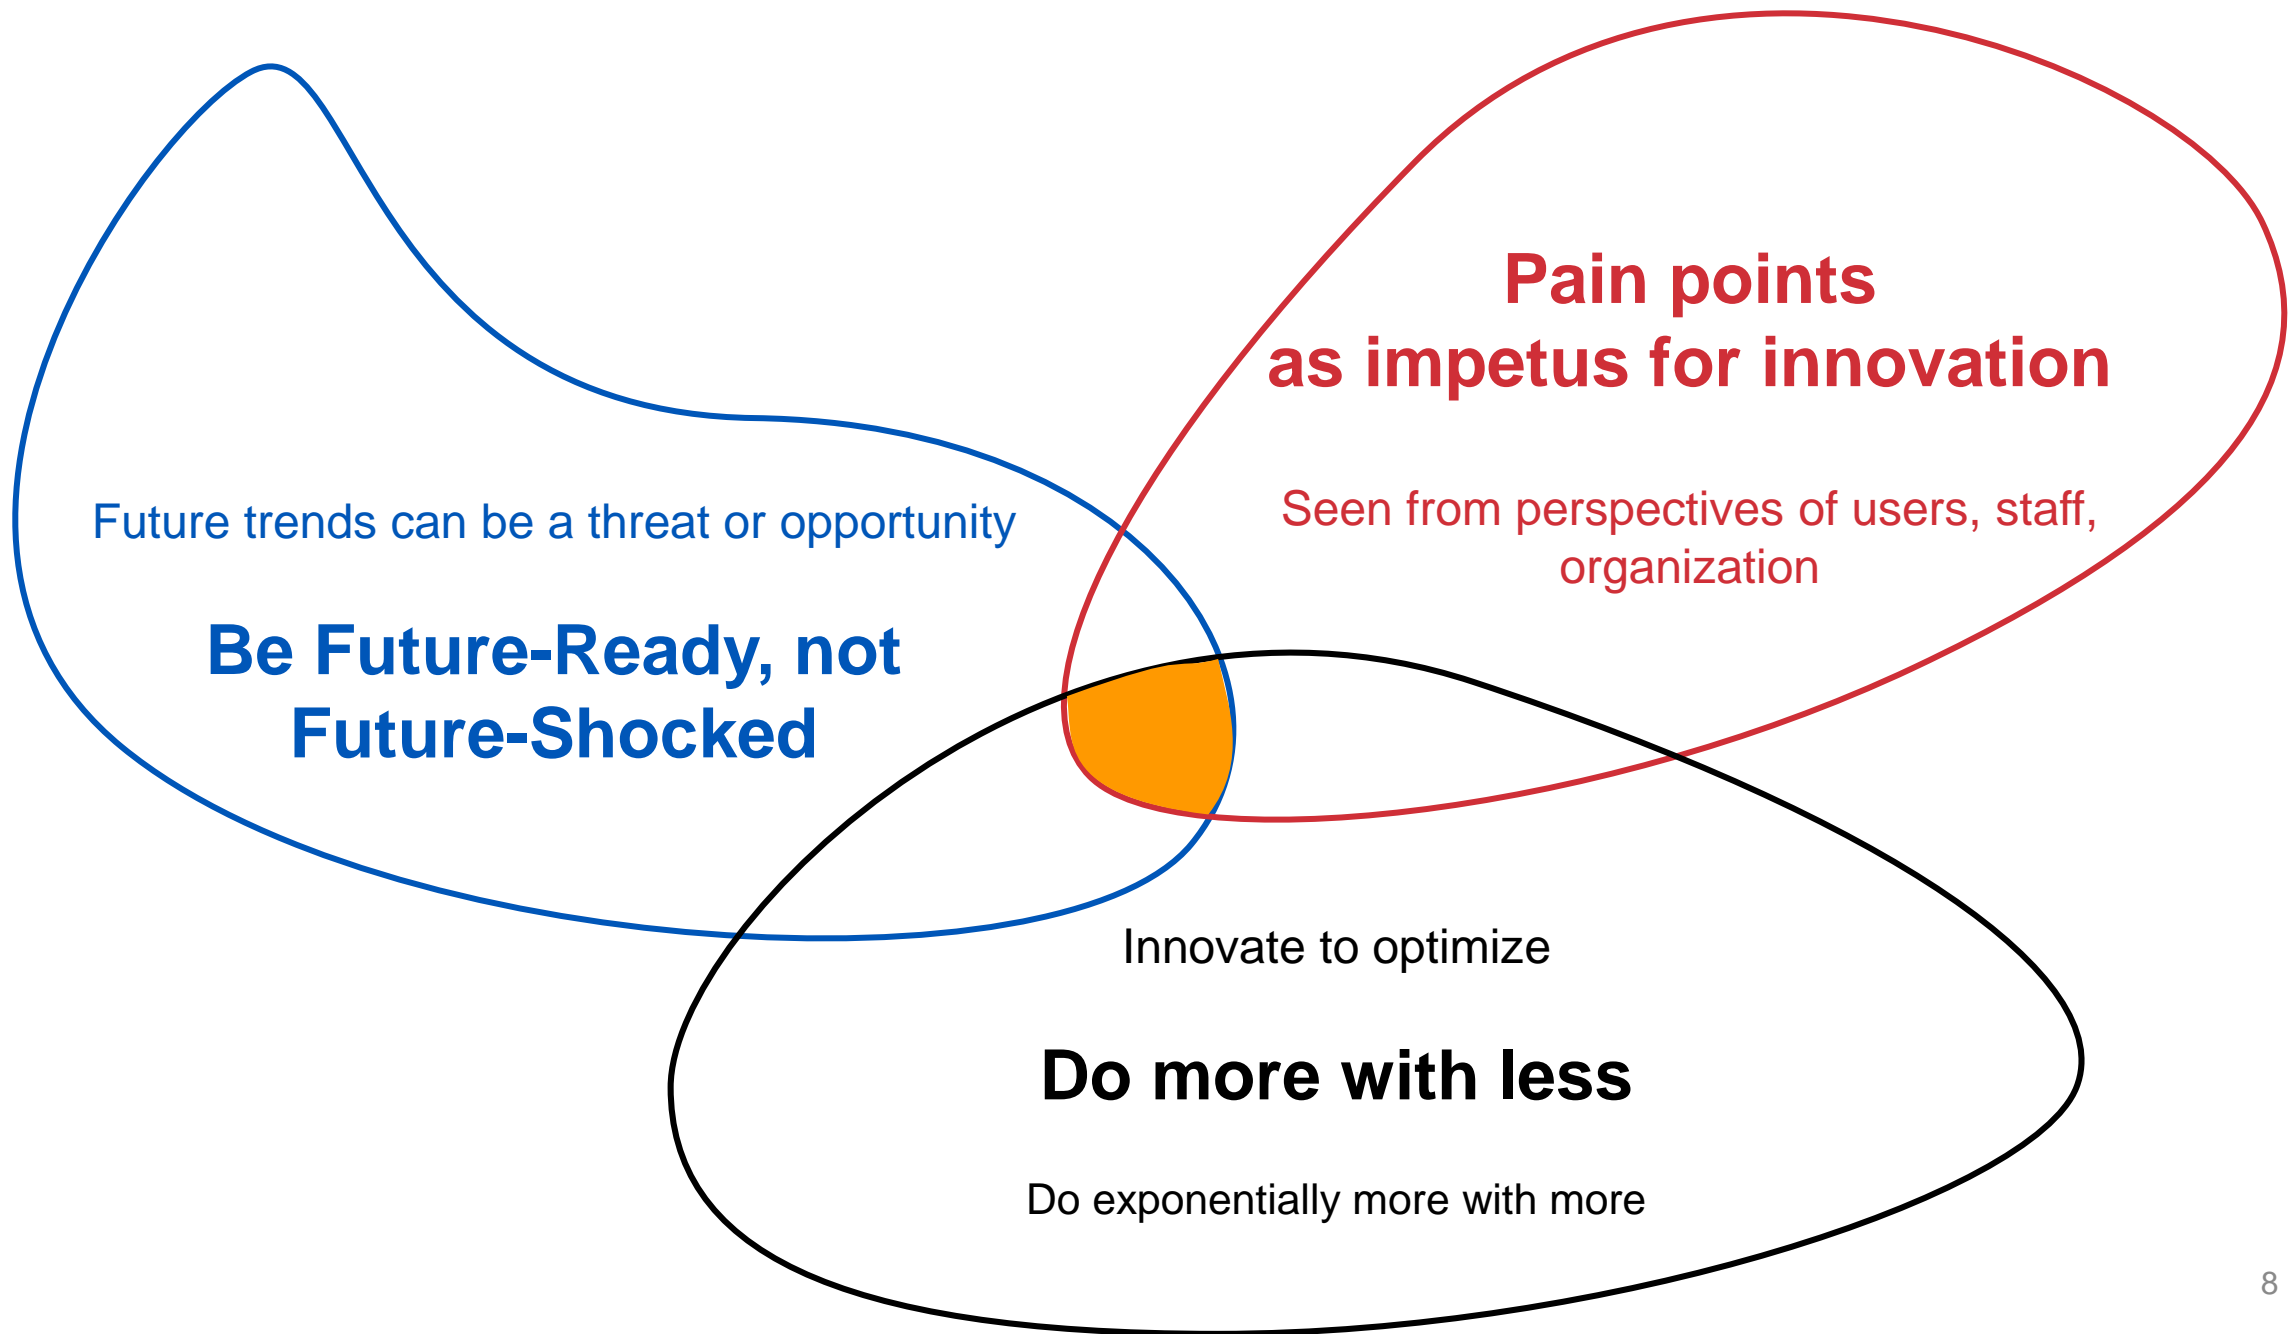 Pain points
as impetus for innovation
Seen from perspectives of users, staff,
organization
Future trends can be a threat or opportunity
Be Future-Ready, not
Future-Shocked
Innovate to optimize
Do more with less
Do exponentially more with more
8